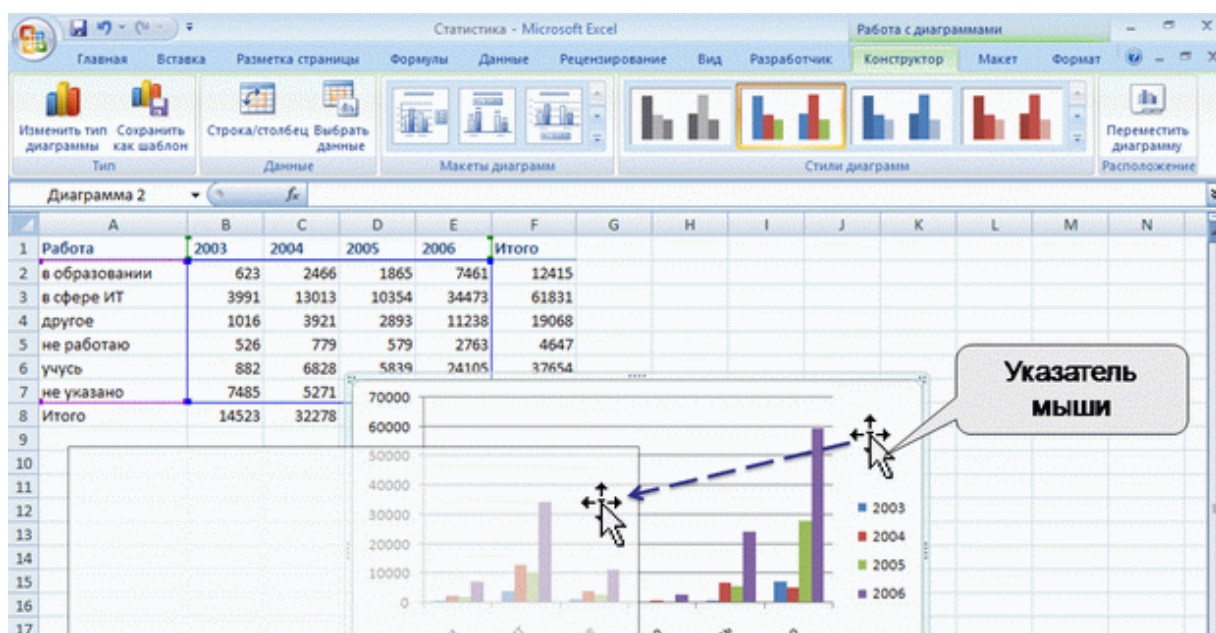 Статистика - Microsoft Excel Работа с диаграммами
Главная Вставка Разметка страницы Формулы Данные Рецензирование Вид Разработчик Конструктор Макет Формат
Изменить тип диаграммы Сохранить как шаблон Строка/столбец Выбрать данные Переместить диаграмму
Тип Данные Макеты диаграмм Стили диаграмм Расположение
Диаграмма 2 fx
A B C D E F G H I J K L M N
1 Работа 2003 2004 2005 2006 Итого
2 в образовании 623 2466 1865 7461 12415
3 в сфере ИТ 3991 13013 10354 34473 61831
4 другое 1016 3921 2893 11238 19068
5 не работаю 526 779 579 2763 4647
6 учусь 882 6828 5839 24105 37654
7 не указано 7485 5271
8 Итого 14523 32278
9
10
11
12
13
14
15
16
17
Указатель
мыши
70000
60000
50000
40000
30000
20000
10000
0
2003
2004
2005
2006